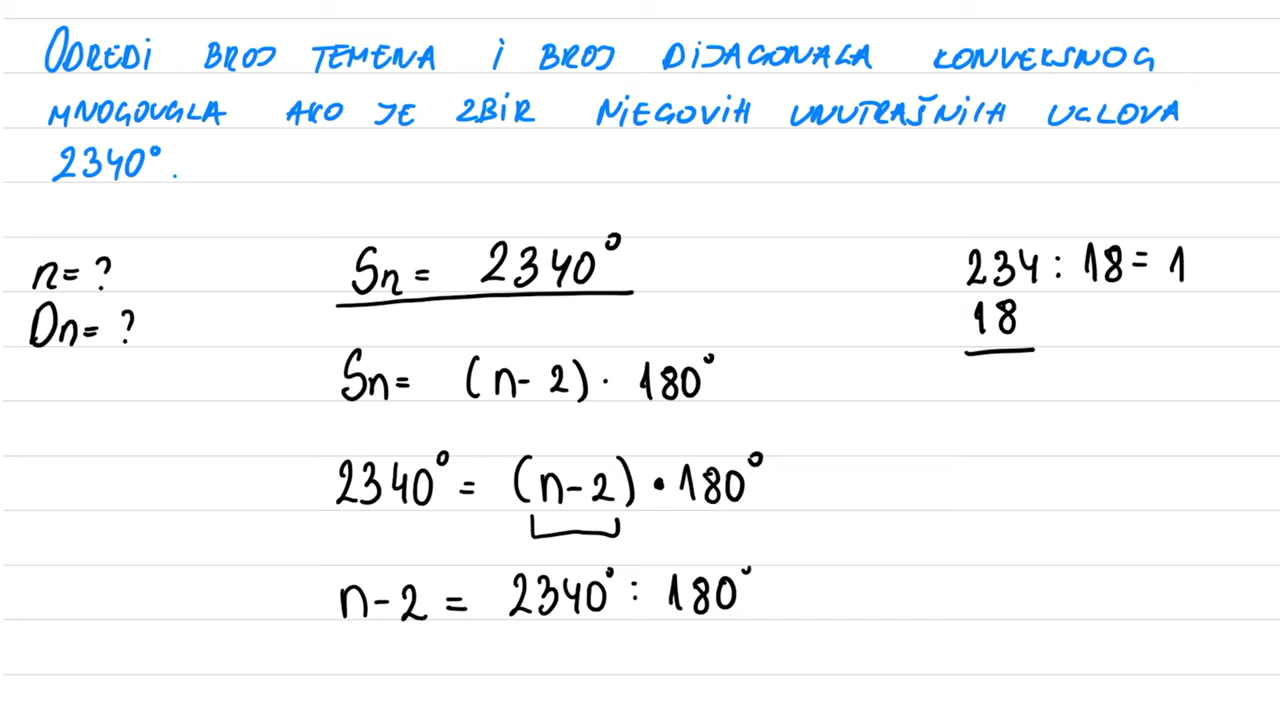 ODREDI BROJ TEMENA I BROJ DIJAGONALA KONVEKSNOG
MNOGOUGLA AKO JE ZBIR NJEGOVIH UNUTRAŠNJIH UGLOVA
2340°.
n = ?
Dn = ?
Sn = 2340°
Sn = (n - 2) · 180°
2340° = (n - 2) · 180°
n - 2 = 2340° : 180°
234 : 18 = 1
18